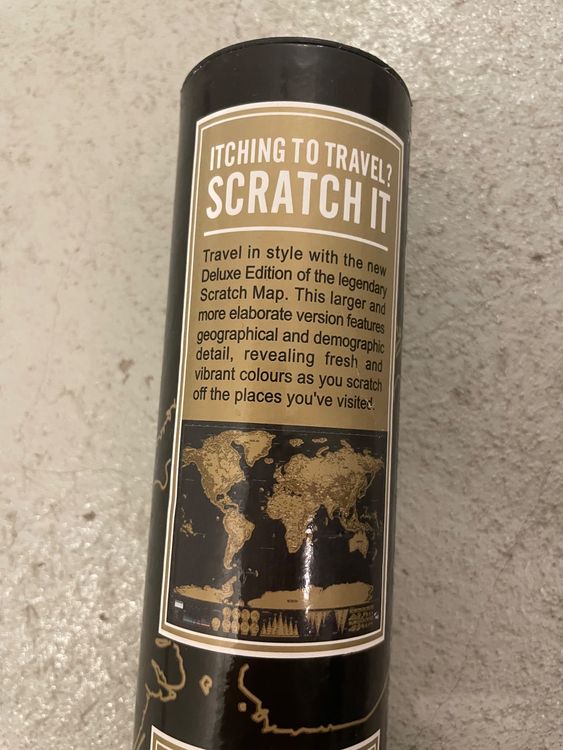 ITCHING TO TRAVEL?
SCRATCH IT
Travel in style with the new
Deluxe Edition of the legendary
Scratch Map. This larger and
more elaborate version features
geographical and demographic
detail, revealing fresh and
vibrant colours as you scratch
off the places you've visited.